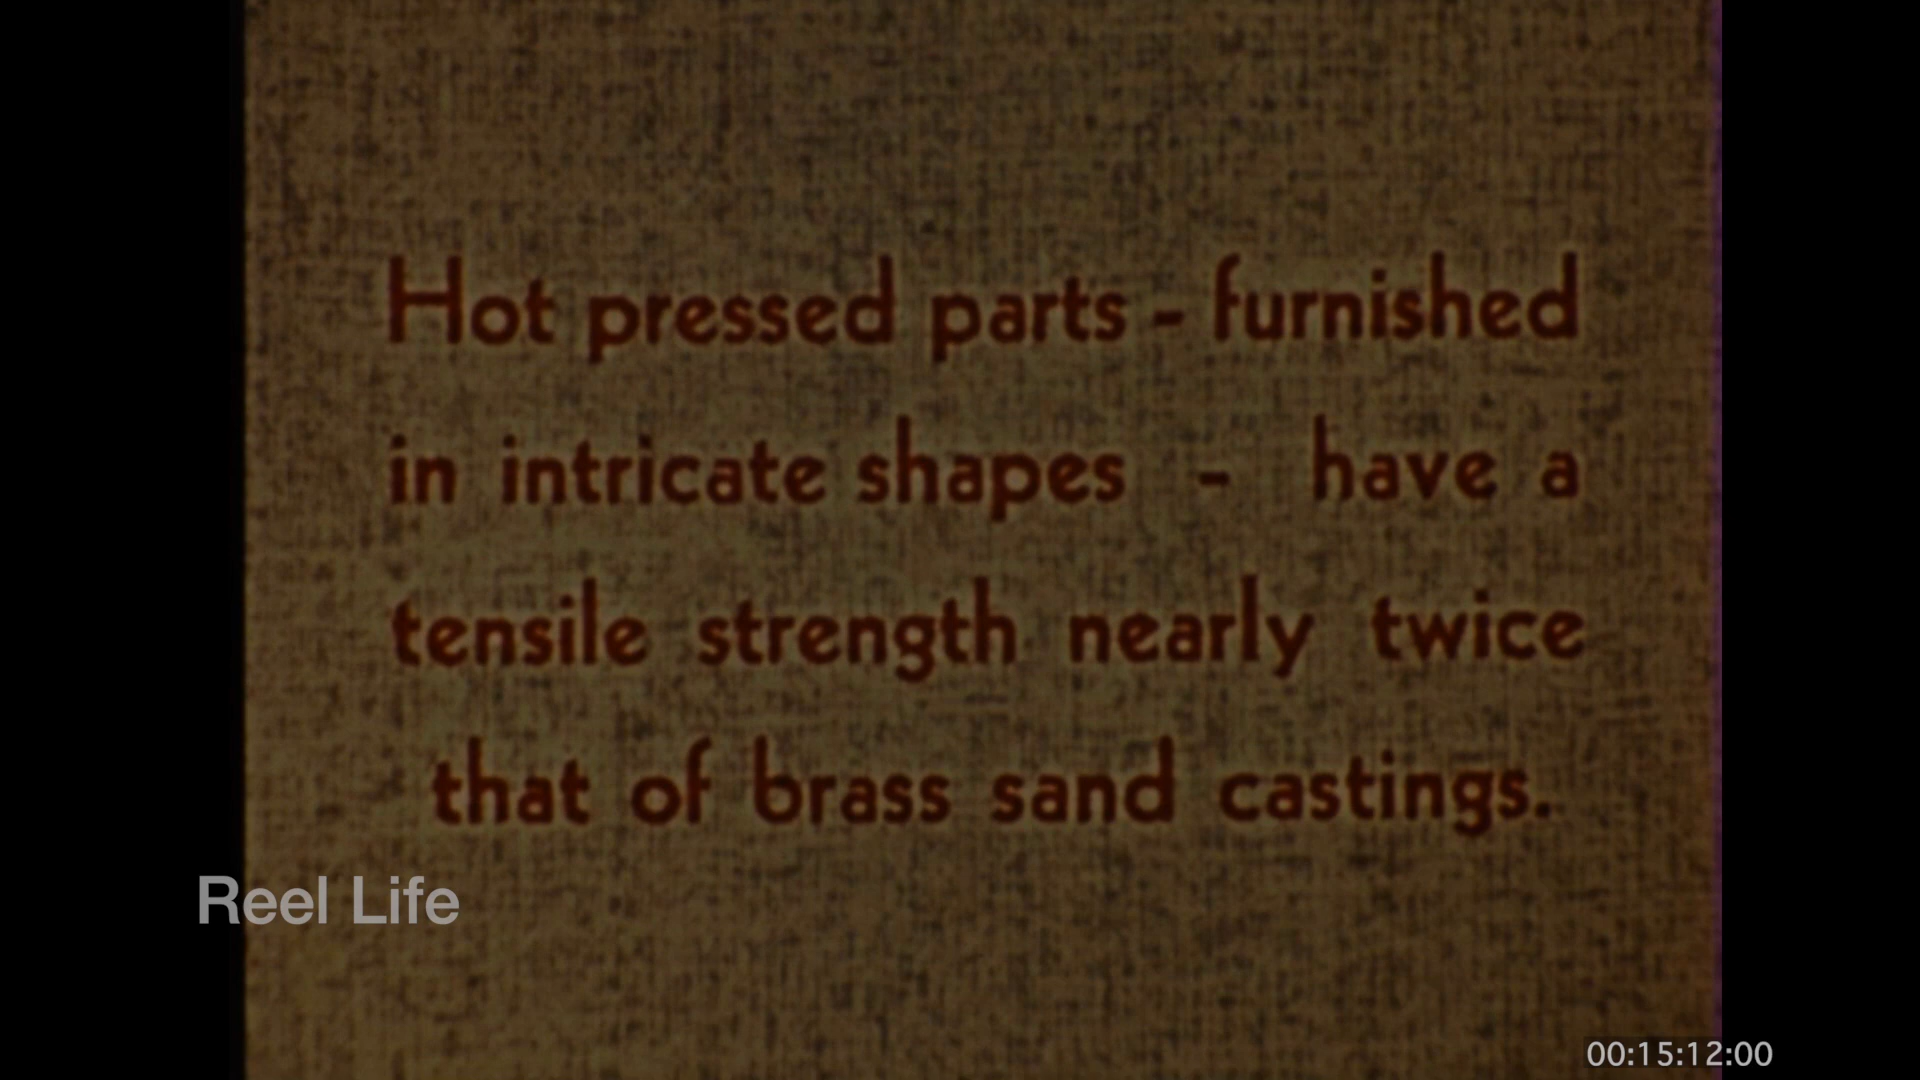 Hot pressed parts - furnished
in intricate shapes - have a
tensile strength nearly twice
that of brass sand castings.
Reel Life
00:15:12:00